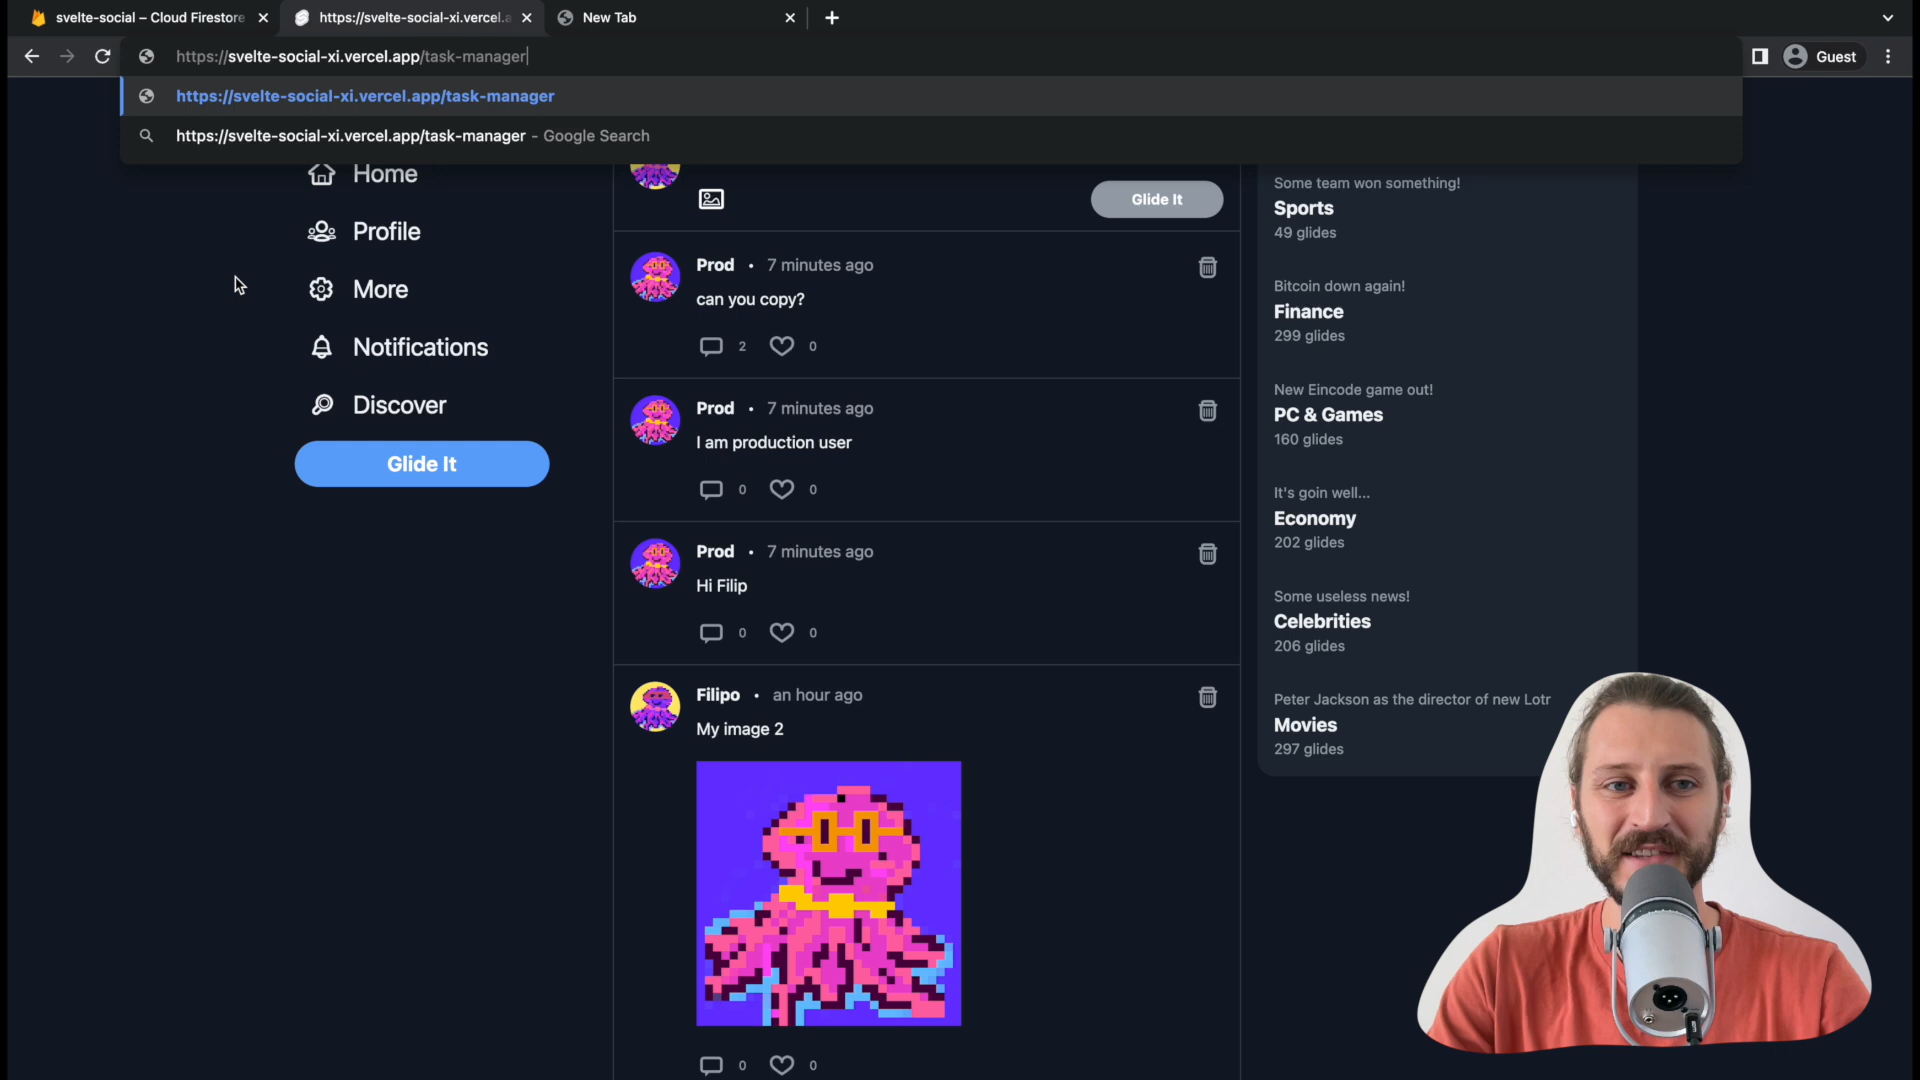 svelte-social – Cloud Firestore
https://svelte-social-xi.vercel.a
New Tab
https://svelte-social-xi.vercel.app/task-manager
Guest
https://svelte-social-xi.vercel.app/task-manager
https://svelte-social-xi.vercel.app/task-manager - Google Search
Home
Profile
More
Notifications
Discover
Glide It
Glide It
Prod • 7 minutes ago
can you copy?
2 0
Prod • 7 minutes ago
I am production user
0 0
Prod • 7 minutes ago
Hi Filip
0 0
Filipo • an hour ago
My image 2
0 0
Some team won something!
Sports
49 glides
Bitcoin down again!
Finance
299 glides
New Eincode game out!
PC & Games
160 glides
It's goin well...
Economy
202 glides
Some useless news!
Celebrities
206 glides
Peter Jackson as the director of new Lotr
Movies
297 glides